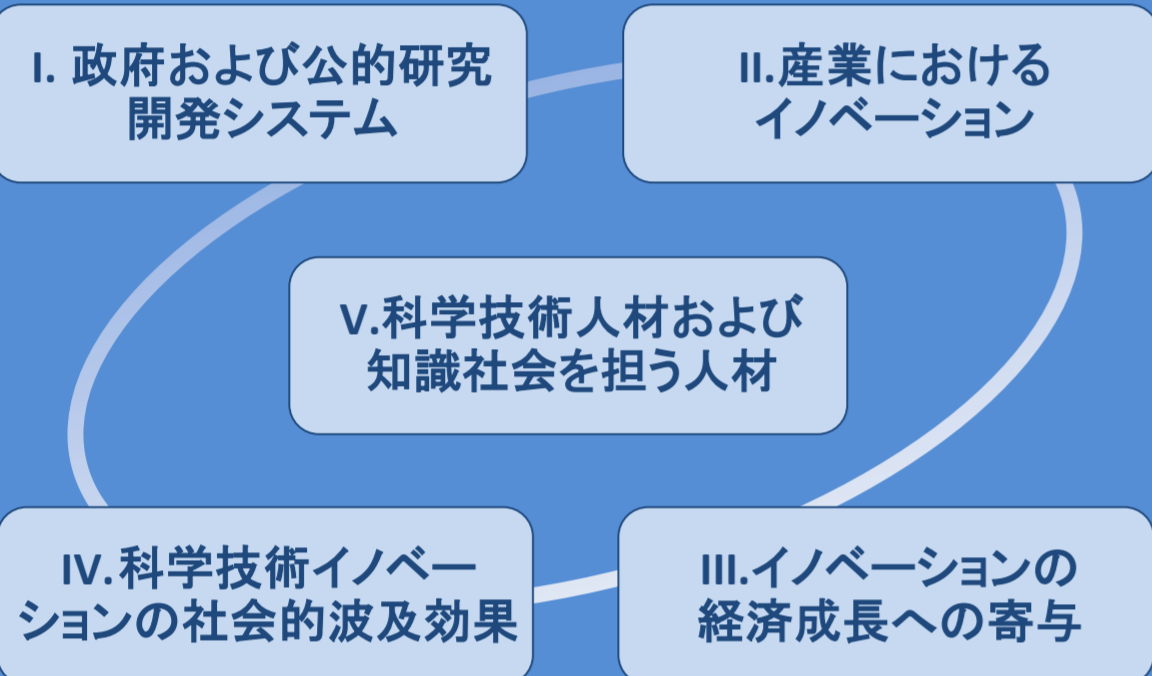 I. 政府および公的研究
開発システム
II.産業における
イノベーション
V.科学技術人材および
知識社会を担う人材
IV.科学技術イノベー
ションの社会的波及効果
III.イノベーションの
経済成長への寄与